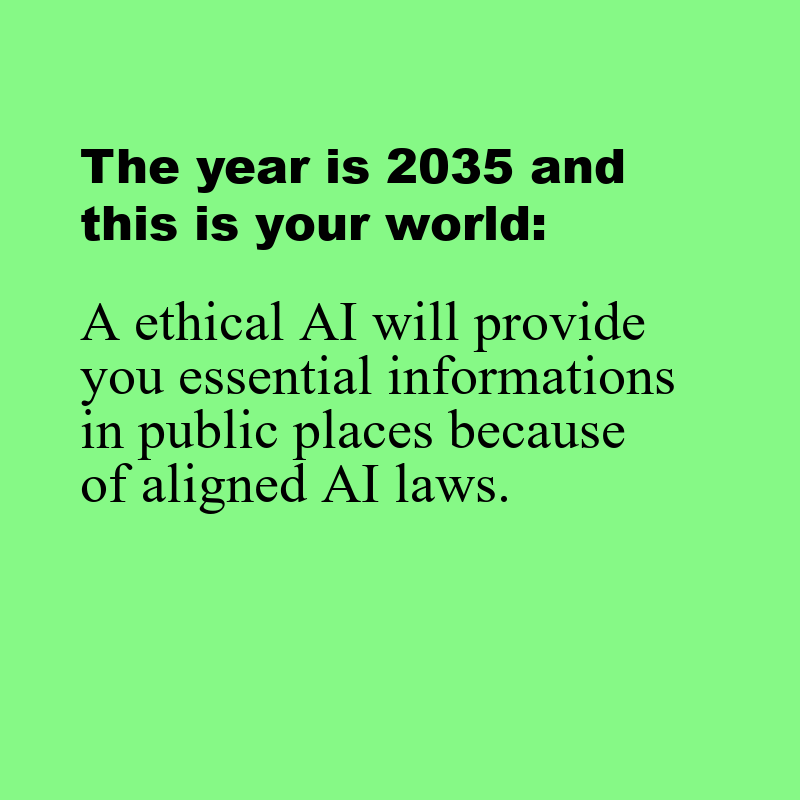 The year is 2035 and
this is your world:
A ethical AI will provide
you essential informations
in public places because
of aligned AI laws.